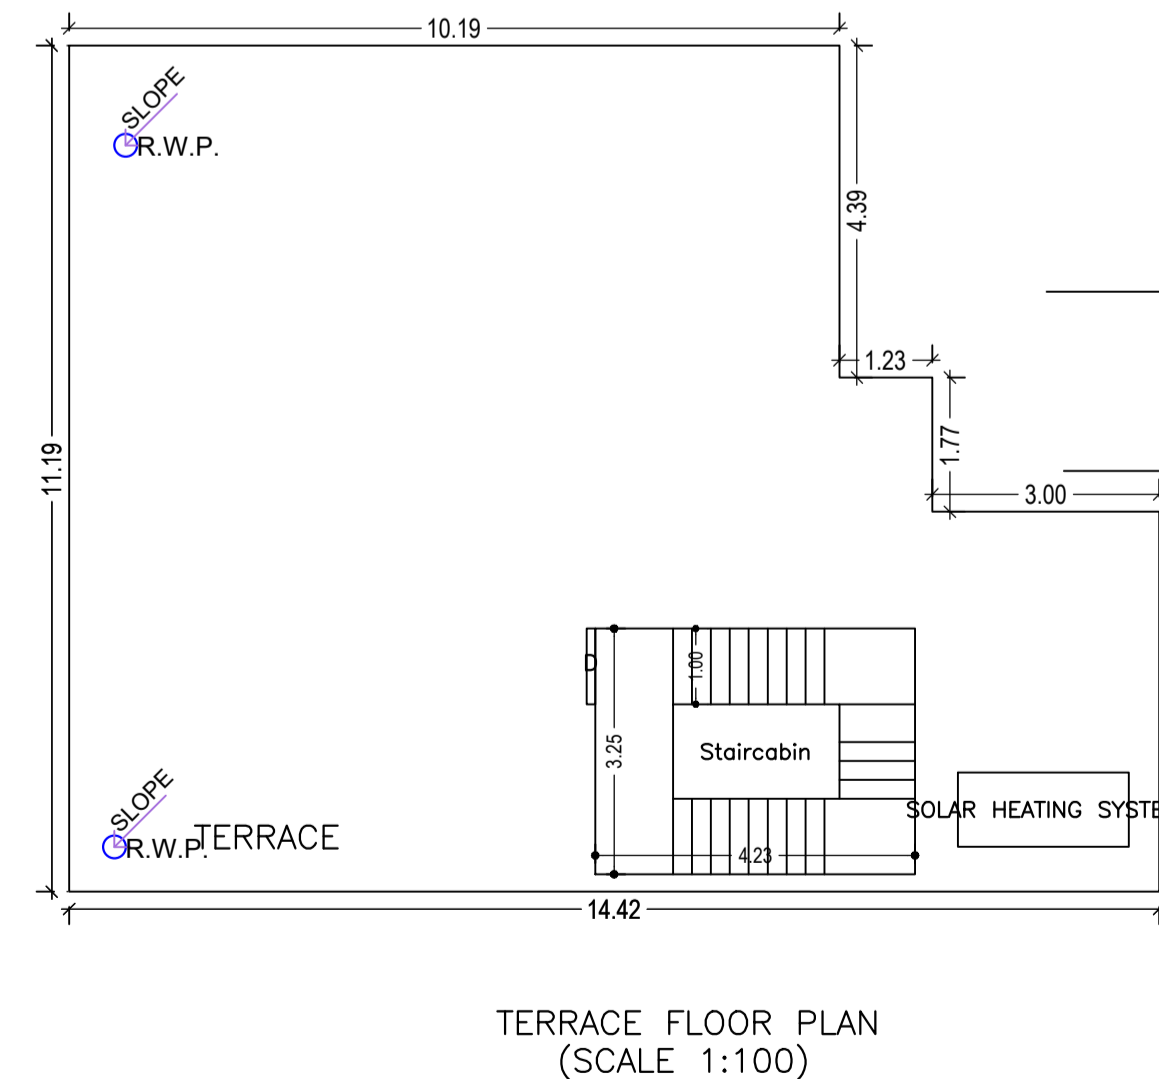 10.19
SLOPE
R.W.P.
4.39
1.23
11.19
1.77
3.00
D
1.00
3.25
Staircabin
SOLAR HEATING SYSTE
SLOPE
R.W.P.
TERRACE
4.23
14.42
TERRACE FLOOR PLAN
(SCALE 1:100)